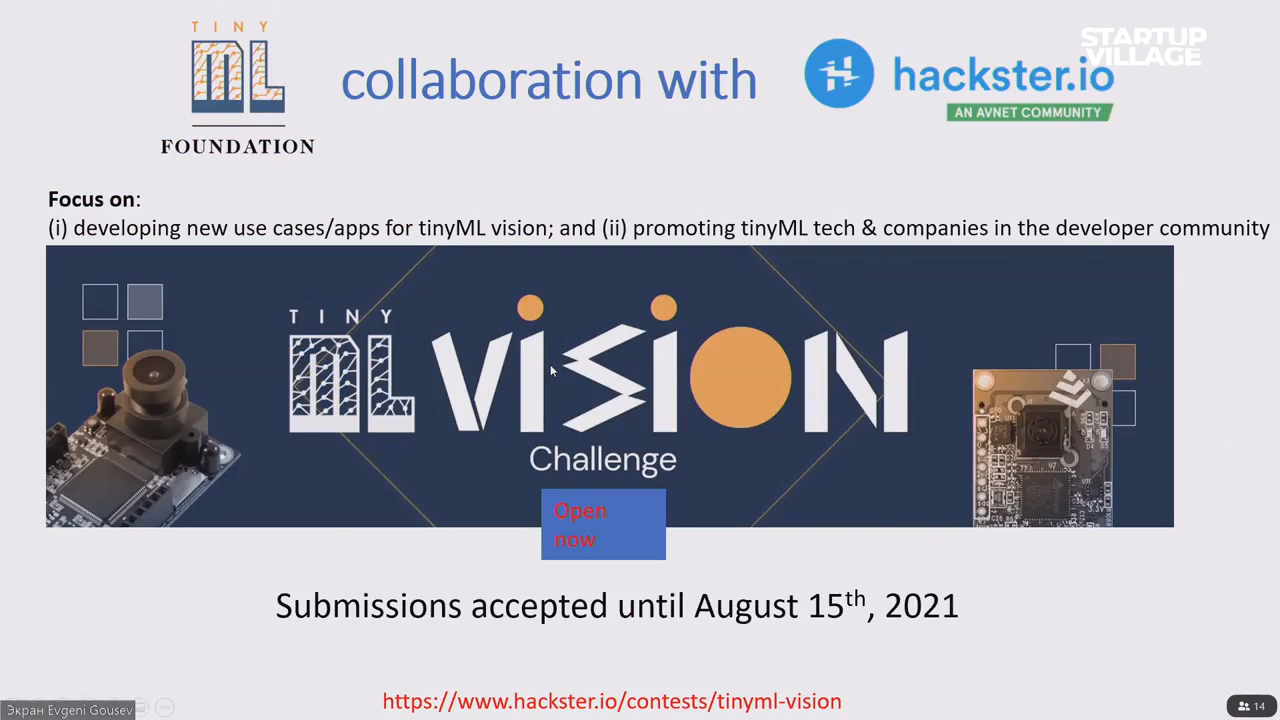 TINY
ML
FOUNDATION
collaboration with
hackster.io
AN AVNET COMMUNITY
STARTUP
VILLAGE
Focus on:
(i) developing new use cases/apps for tinyML vision; and (ii) promoting tinyML tech & companies in the developer community
TINY
ML VISION
Challenge
Open
now
Submissions accepted until August 15th, 2021
https://www.hackster.io/contests/tinyml-vision
Экран Evgeni Gousev
14